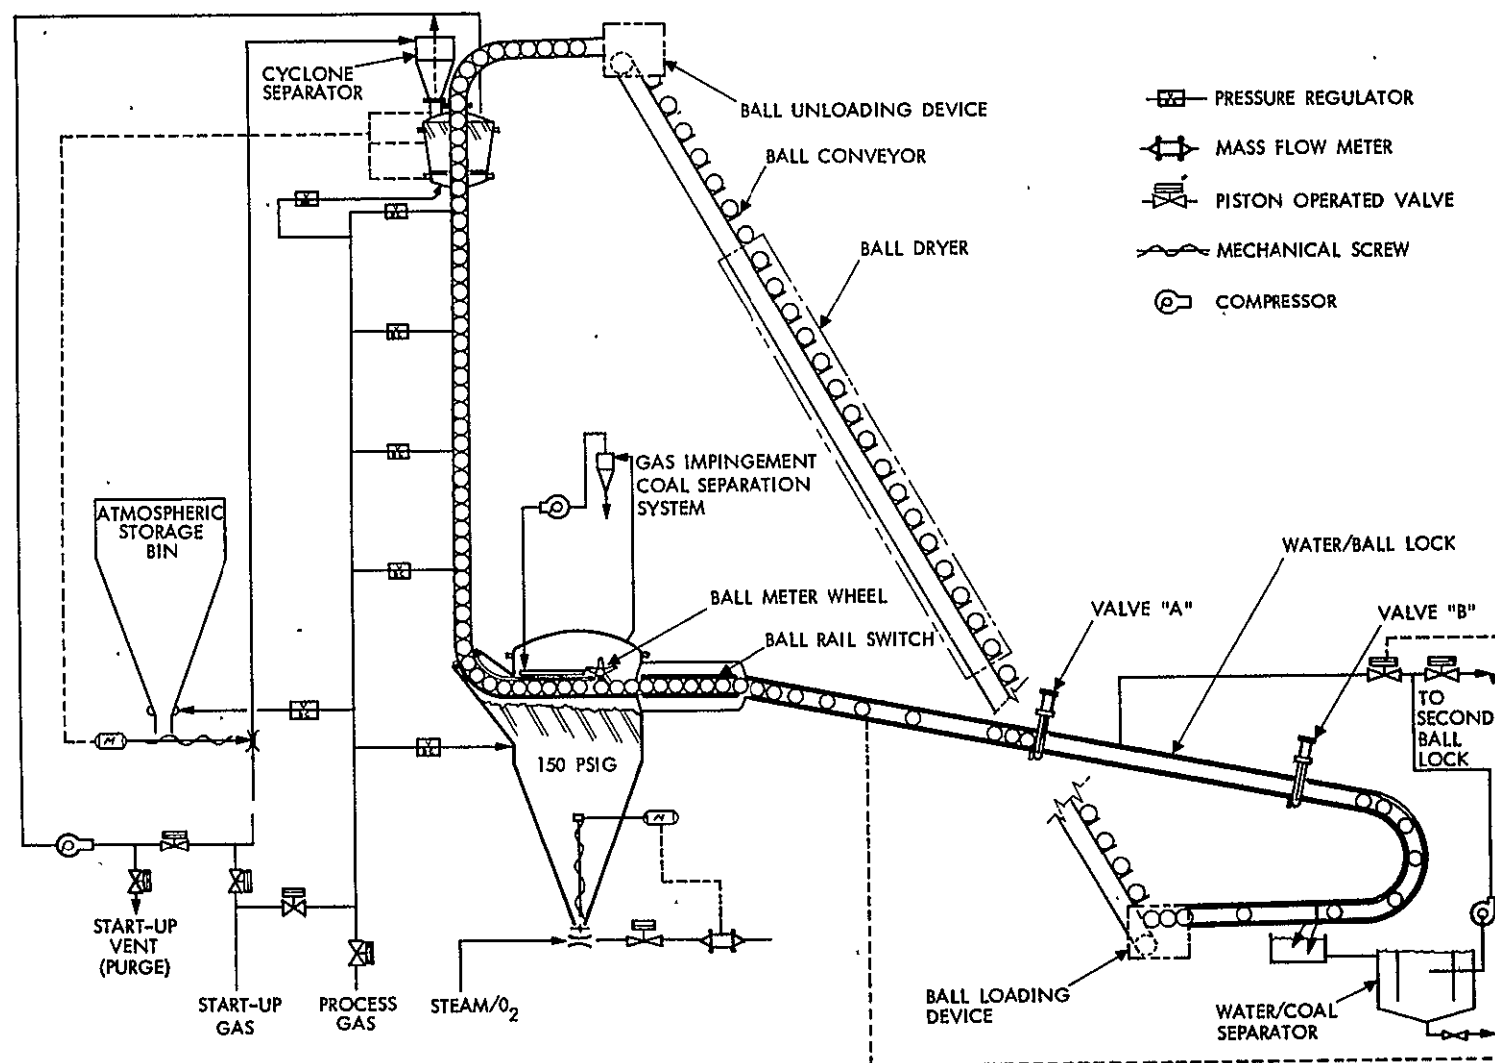 CYCLONE
SEPARATOR
BALL UNLOADING DEVICE
BALL CONVEYOR
BALL DRYER
PRESSURE REGULATOR
MASS FLOW METER
PISTON OPERATED VALVE
MECHANICAL SCREW
COMPRESSOR
ATMOSPHERIC
STORAGE
BIN
GAS IMPINGEMENT
COAL SEPARATION
SYSTEM
BALL METER WHEEL
BALL RAIL SWITCH
WATER/BALL LOCK
VALVE "A"
VALVE "B"
TO
SECOND
BALL
LOCK
150 PSIG
M
M
START-UP
VENT
(PURGE)
START-UP
GAS
PROCESS
GAS
STEAM/O2
BALL LOADING
DEVICE
WATER/COAL
SEPARATOR